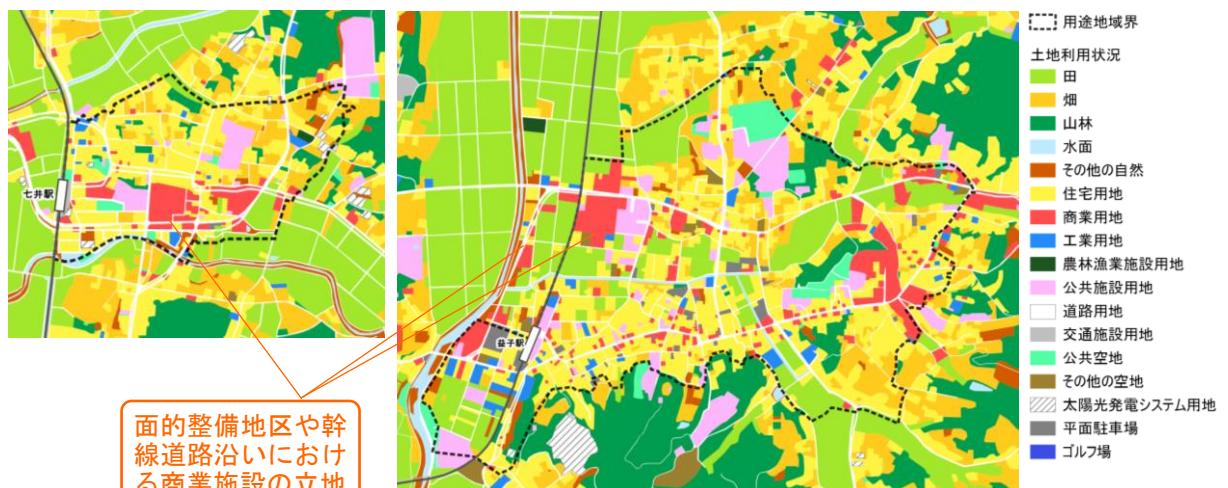 七井駅
益子駅
面的整備地区や幹
線道路沿いにおけ
る商業施設の立地
用途地域界
土地利用状況
田
畑
山林
水面
その他の自然
住宅用地
商業用地
工業用地
農林漁業施設用地
公共施設用地
道路用地
交通施設用地
公共空地
その他の空地
太陽光発電システム用地
平面駐車場
ゴルフ場